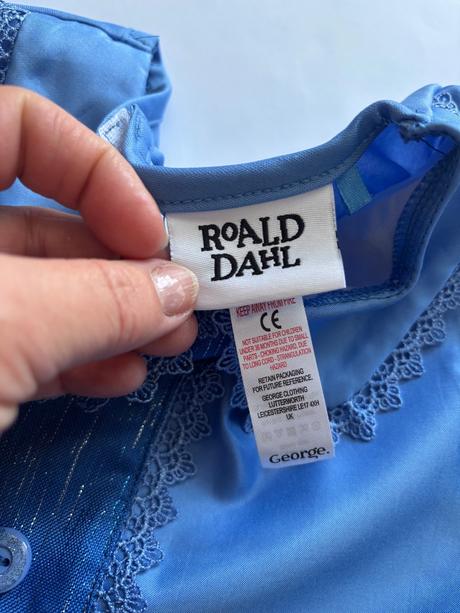 ROALD
DAHL
KEEP AWAY FROM FIRE
CE
NOT SUITABLE FOR CHILDREN
UNDER 36 MONTHS DUE TO SMALL
PARTS - CHOKING HAZARD, DUE
TO LONG CORD - STRANGULATION
HAZARD
RETAIN PACKAGING
FOR FUTURE REFERENCE.
GEORGE CLOTHING
LUTTERWORTH
LEICESTERSHIRE LE17 4XH
UK
George.